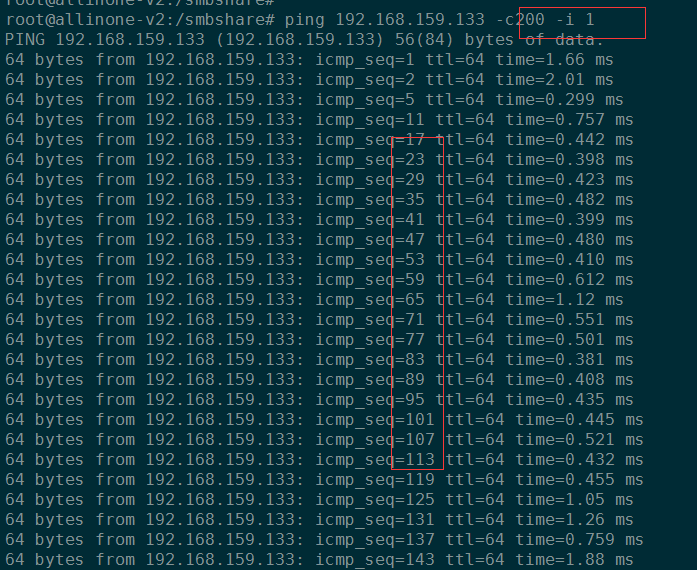 root@allinone-v2:/smbshare#
root@allinone-v2:/smbshare# ping 192.168.159.133 -c200 -i 1
PING 192.168.159.133 (192.168.159.133) 56(84) bytes of data.
64 bytes from 192.168.159.133: icmp_seq=1 ttl=64 time=1.66 ms
64 bytes from 192.168.159.133: icmp_seq=2 ttl=64 time=2.01 ms
64 bytes from 192.168.159.133: icmp_seq=5 ttl=64 time=0.299 ms
64 bytes from 192.168.159.133: icmp_seq=11 ttl=64 time=0.757 ms
64 bytes from 192.168.159.133: icmp_seq=17 ttl=64 time=0.442 ms
64 bytes from 192.168.159.133: icmp_seq=23 ttl=64 time=0.398 ms
64 bytes from 192.168.159.133: icmp_seq=29 ttl=64 time=0.423 ms
64 bytes from 192.168.159.133: icmp_seq=35 ttl=64 time=0.482 ms
64 bytes from 192.168.159.133: icmp_seq=41 ttl=64 time=0.399 ms
64 bytes from 192.168.159.133: icmp_seq=47 ttl=64 time=0.480 ms
64 bytes from 192.168.159.133: icmp_seq=53 ttl=64 time=0.410 ms
64 bytes from 192.168.159.133: icmp_seq=59 ttl=64 time=0.612 ms
64 bytes from 192.168.159.133: icmp_seq=65 ttl=64 time=1.12 ms
64 bytes from 192.168.159.133: icmp_seq=71 ttl=64 time=0.551 ms
64 bytes from 192.168.159.133: icmp_seq=77 ttl=64 time=0.501 ms
64 bytes from 192.168.159.133: icmp_seq=83 ttl=64 time=0.381 ms
64 bytes from 192.168.159.133: icmp_seq=89 ttl=64 time=0.408 ms
64 bytes from 192.168.159.133: icmp_seq=95 ttl=64 time=0.435 ms
64 bytes from 192.168.159.133: icmp_seq=101 ttl=64 time=0.445 ms
64 bytes from 192.168.159.133: icmp_seq=107 ttl=64 time=0.521 ms
64 bytes from 192.168.159.133: icmp_seq=113 ttl=64 time=0.432 ms
64 bytes from 192.168.159.133: icmp_seq=119 ttl=64 time=0.455 ms
64 bytes from 192.168.159.133: icmp_seq=125 ttl=64 time=1.05 ms
64 bytes from 192.168.159.133: icmp_seq=131 ttl=64 time=1.26 ms
64 bytes from 192.168.159.133: icmp_seq=137 ttl=64 time=0.759 ms
64 bytes from 192.168.159.133: icmp_seq=143 ttl=64 time=1.88 ms